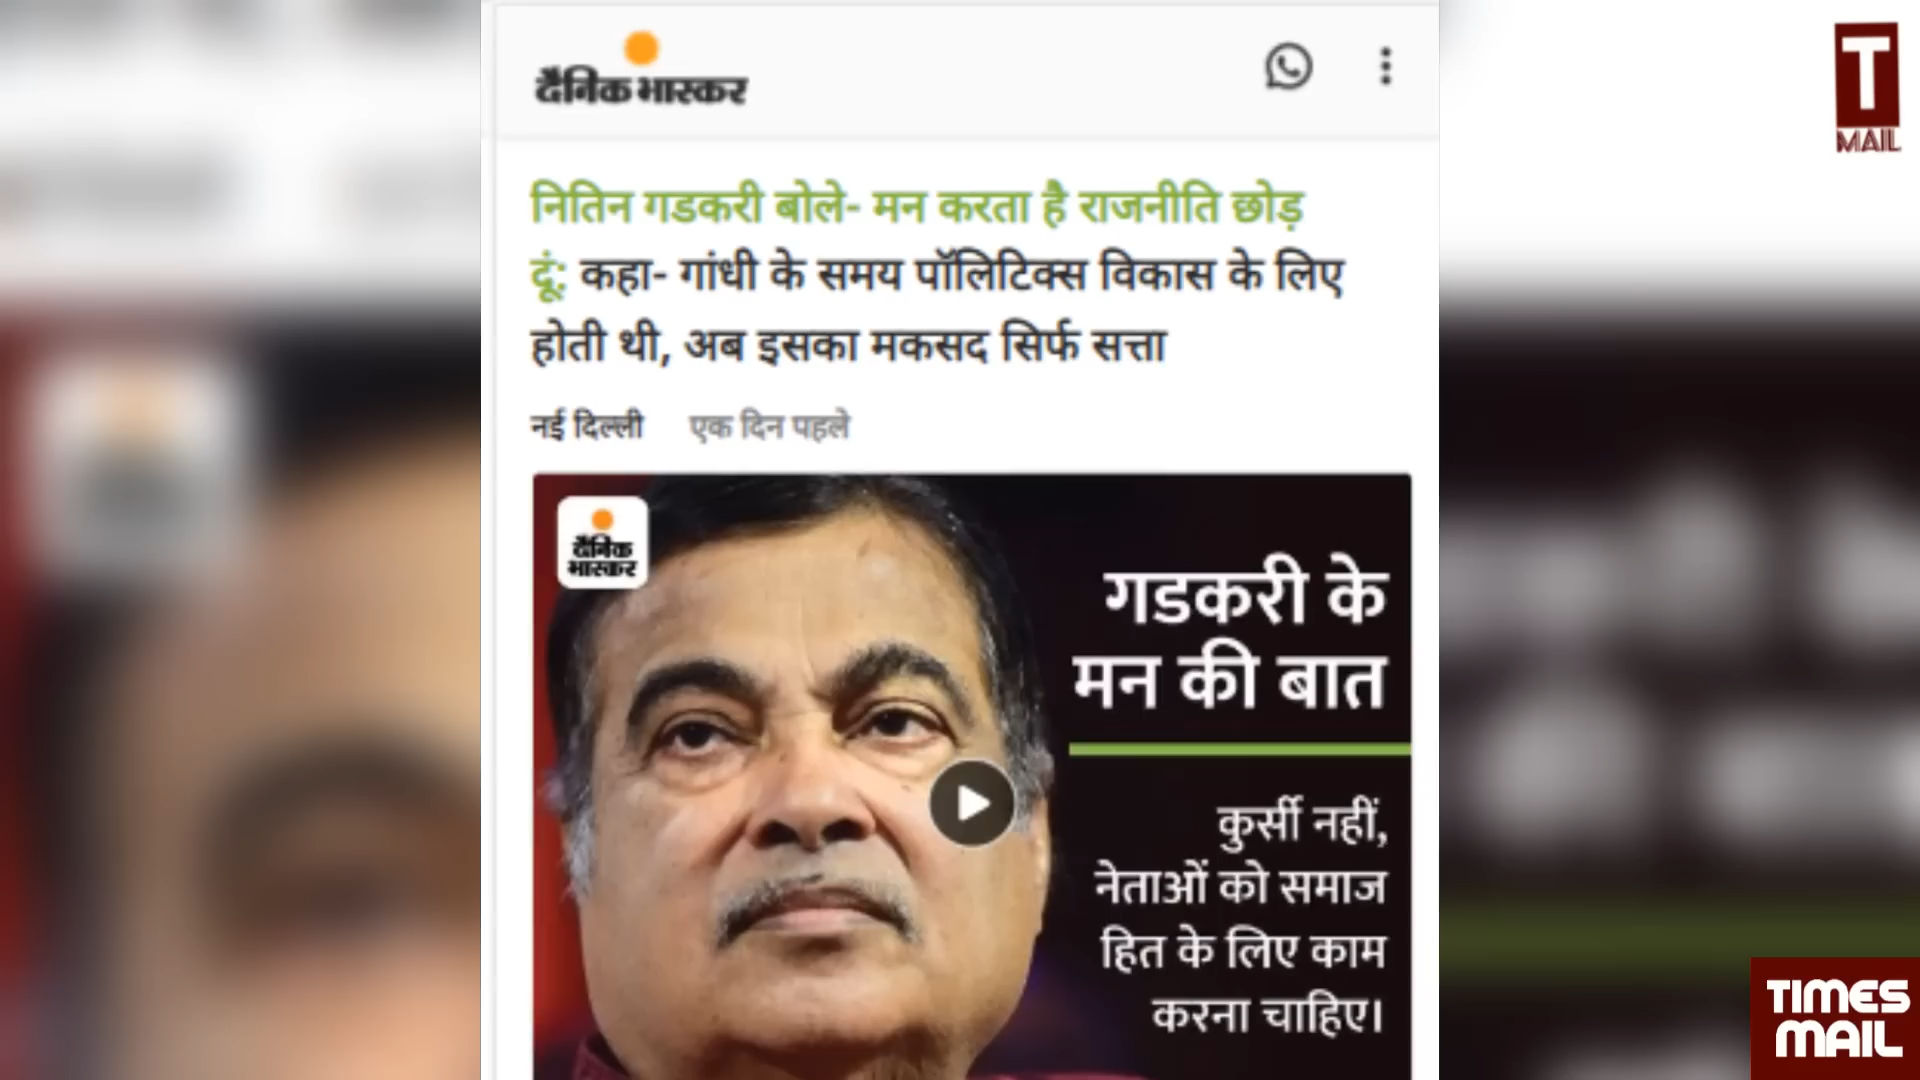 दैनिक भास्कर
T
MAIL
नितिन गडकरी बोले- मन करता है राजनीति छोड़
दूं: कहा- गांधी के समय पॉलिटिक्स विकास के लिए
होती थी, अब इसका मकसद सिर्फ सत्ता
नई दिल्ली एक दिन पहले
दैनिक
भास्कर
गडकरी के
मन की बात
कुर्सी नहीं,
नेताओं को समाज
हित के लिए काम
करना चाहिए।
TIMES
MAIL